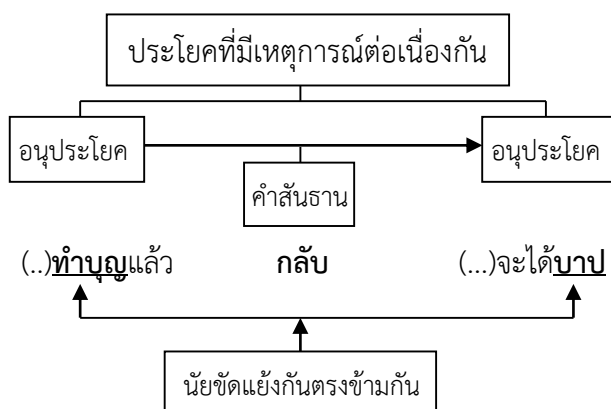 ประโยคที่มีเหตุการณ์ต่อเนื่องกัน
อนุประโยค
อนุประโยค
คำสันธาน
(..)ทำบุญแล้ว กลับ (...)จะได้บาป
นัยขัดแย้งกันตรงข้ามกัน